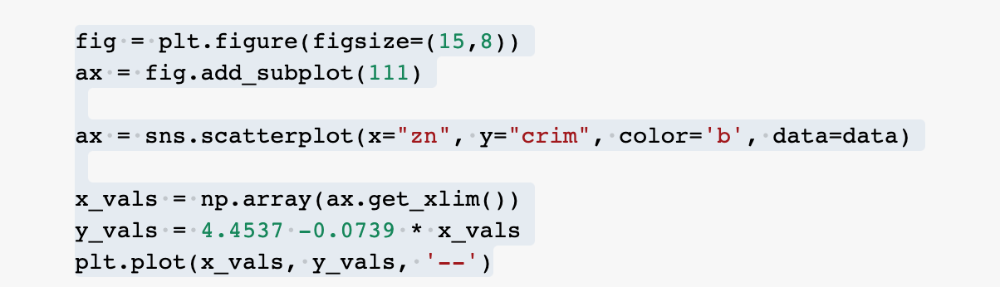 fig = plt.figure(figsize=(15,8))
ax = fig.add_subplot(111)
ax = sns.scatterplot(x="zn", y="crim", color='b', data=data)
x_vals = np.array(ax.get_xlim())
y_vals = 4.4537 -0.0739 * x_vals
plt.plot(x_vals, y_vals, '--')